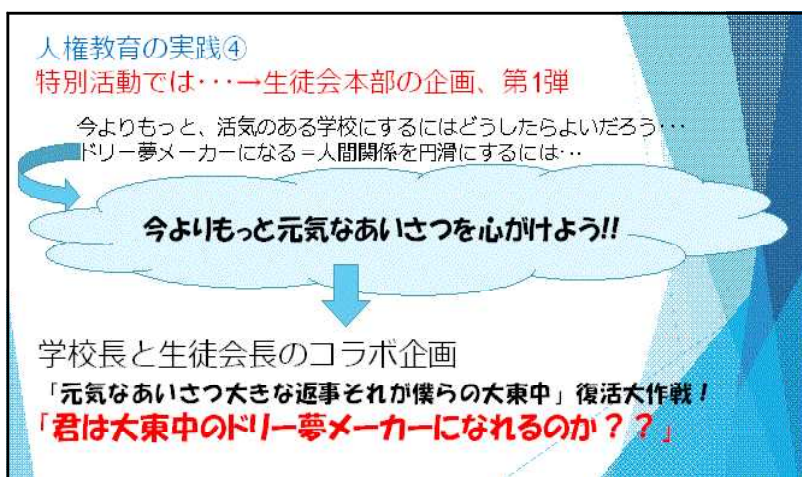 人権教育の実践④
特別活動では・・・→生徒会本部の企画、第1弾
今よりもっと、活気のある学校にするにはどうしたらよいだろう・・・
ドリー夢メーカーになる＝人間関係を円滑にするには…
今よりもっと元気なあいさつを心がけよう!!
学校長と生徒会長のコラボ企画
「元気なあいさつ大きな返事それが僕らの大東中」復活大作戦！
「君は大東中のドリー夢メーカーになれるのか？？」